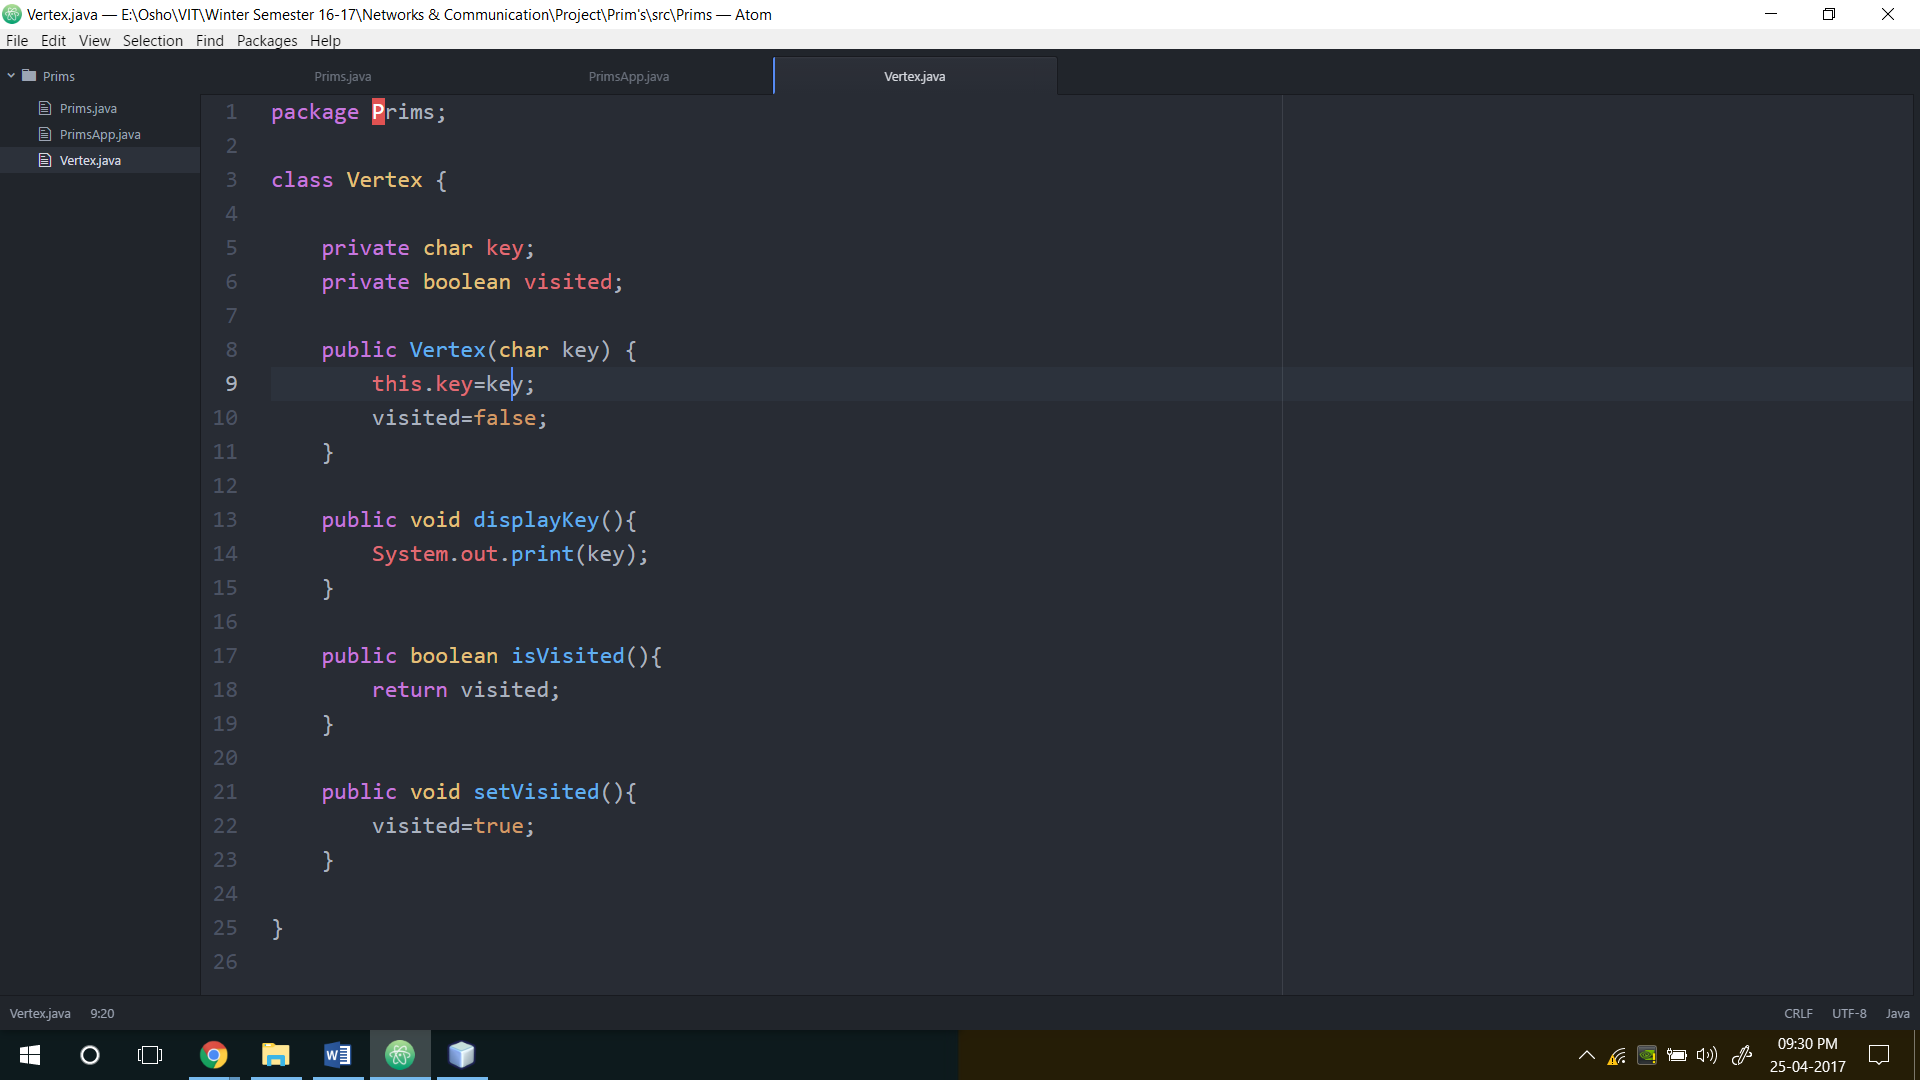 Vertex.java — E:\Osho\VIT\Winter Semester 16-17\Networks & Communication\Project\Prim's\src\Prims — Atom
File Edit View Selection Find Packages Help
Prims
Prims.java
PrimsApp.java
Vertex.java
Prims.java PrimsApp.java Vertex.java
1 package Prims;
2
3 class Vertex {
4
5 private char key;
6 private boolean visited;
7
8 public Vertex(char key) {
9 this.key=key;
10 visited=false;
11 }
12
13 public void displayKey(){
14 System.out.print(key);
15 }
16
17 public boolean isVisited(){
18 return visited;
19 }
20
21 public void setVisited(){
22 visited=true;
23 }
24
25 }
26
Vertex.java 9:20 CRLF UTF-8 Java
09:30 PM
25-04-2017